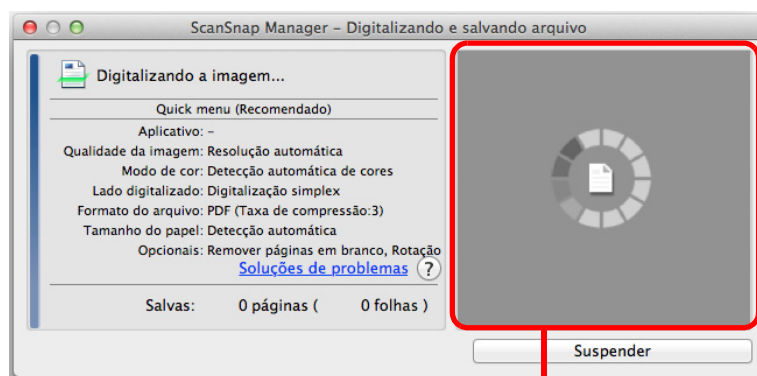 ScanSnap Manager – Digitalizando e salvando arquivo
Digitalizando a imagem...
Quick menu (Recomendado)
Aplicativo: –
Qualidade da imagem: Resolução automática
Modo de cor: Detecção automática de cores
Lado digitalizado: Digitalização simplex
Formato do arquivo: PDF (Taxa de compressão:3)
Tamanho do papel: Detecção automática
Opcionais: Remover páginas em branco, Rotação
Soluções de problemas ?
Salvas: 0 páginas ( 0 folhas )
Suspender